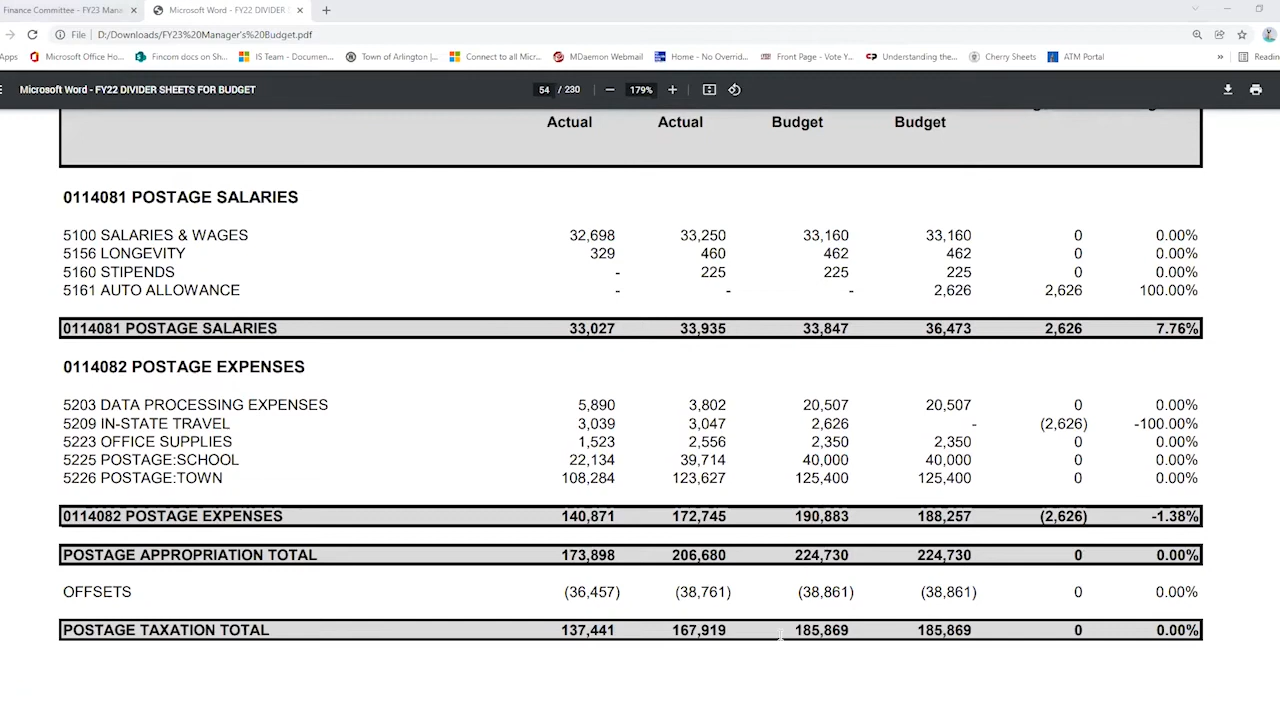 Finance Committee - FY23 Mana
Microsoft Word - FY22 DIVIDER
File D:/Downloads/FY23%20Manager's%20Budget.pdf
Apps Microsoft Office Ho... Fincom docs on Sh... IS Team - Documen... Town of Arlington |... Connect to all Micr... MDaemon Webmail Home - No Overrid... Front Page - Vote Y... Understanding the... Cherry Sheets ATM Portal » Readin
Microsoft Word - FY22 DIVIDER SHEETS FOR BUDGET 54 / 230 179%
Actual Actual Budget Budget
0114081 POSTAGE SALARIES
5100 SALARIES & WAGES 32,698 33,250 33,160 33,160 0 0.00%
5156 LONGEVITY 329 460 462 462 0 0.00%
5160 STIPENDS - 225 225 225 0 0.00%
5161 AUTO ALLOWANCE - - - 2,626 2,626 100.00%
0114081 POSTAGE SALARIES 33,027 33,935 33,847 36,473 2,626 7.76%
0114082 POSTAGE EXPENSES
5203 DATA PROCESSING EXPENSES 5,890 3,802 20,507 20,507 0 0.00%
5209 IN-STATE TRAVEL 3,039 3,047 2,626 - (2,626) -100.00%
5223 OFFICE SUPPLIES 1,523 2,556 2,350 2,350 0 0.00%
5225 POSTAGE:SCHOOL 22,134 39,714 40,000 40,000 0 0.00%
5226 POSTAGE:TOWN 108,284 123,627 125,400 125,400 0 0.00%
0114082 POSTAGE EXPENSES 140,871 172,745 190,883 188,257 (2,626) -1.38%
POSTAGE APPROPRIATION TOTAL 173,898 206,680 224,730 224,730 0 0.00%
OFFSETS (36,457) (38,761) (38,861) (38,861) 0 0.00%
POSTAGE TAXATION TOTAL 137,441 167,919 185,869 185,869 0 0.00%